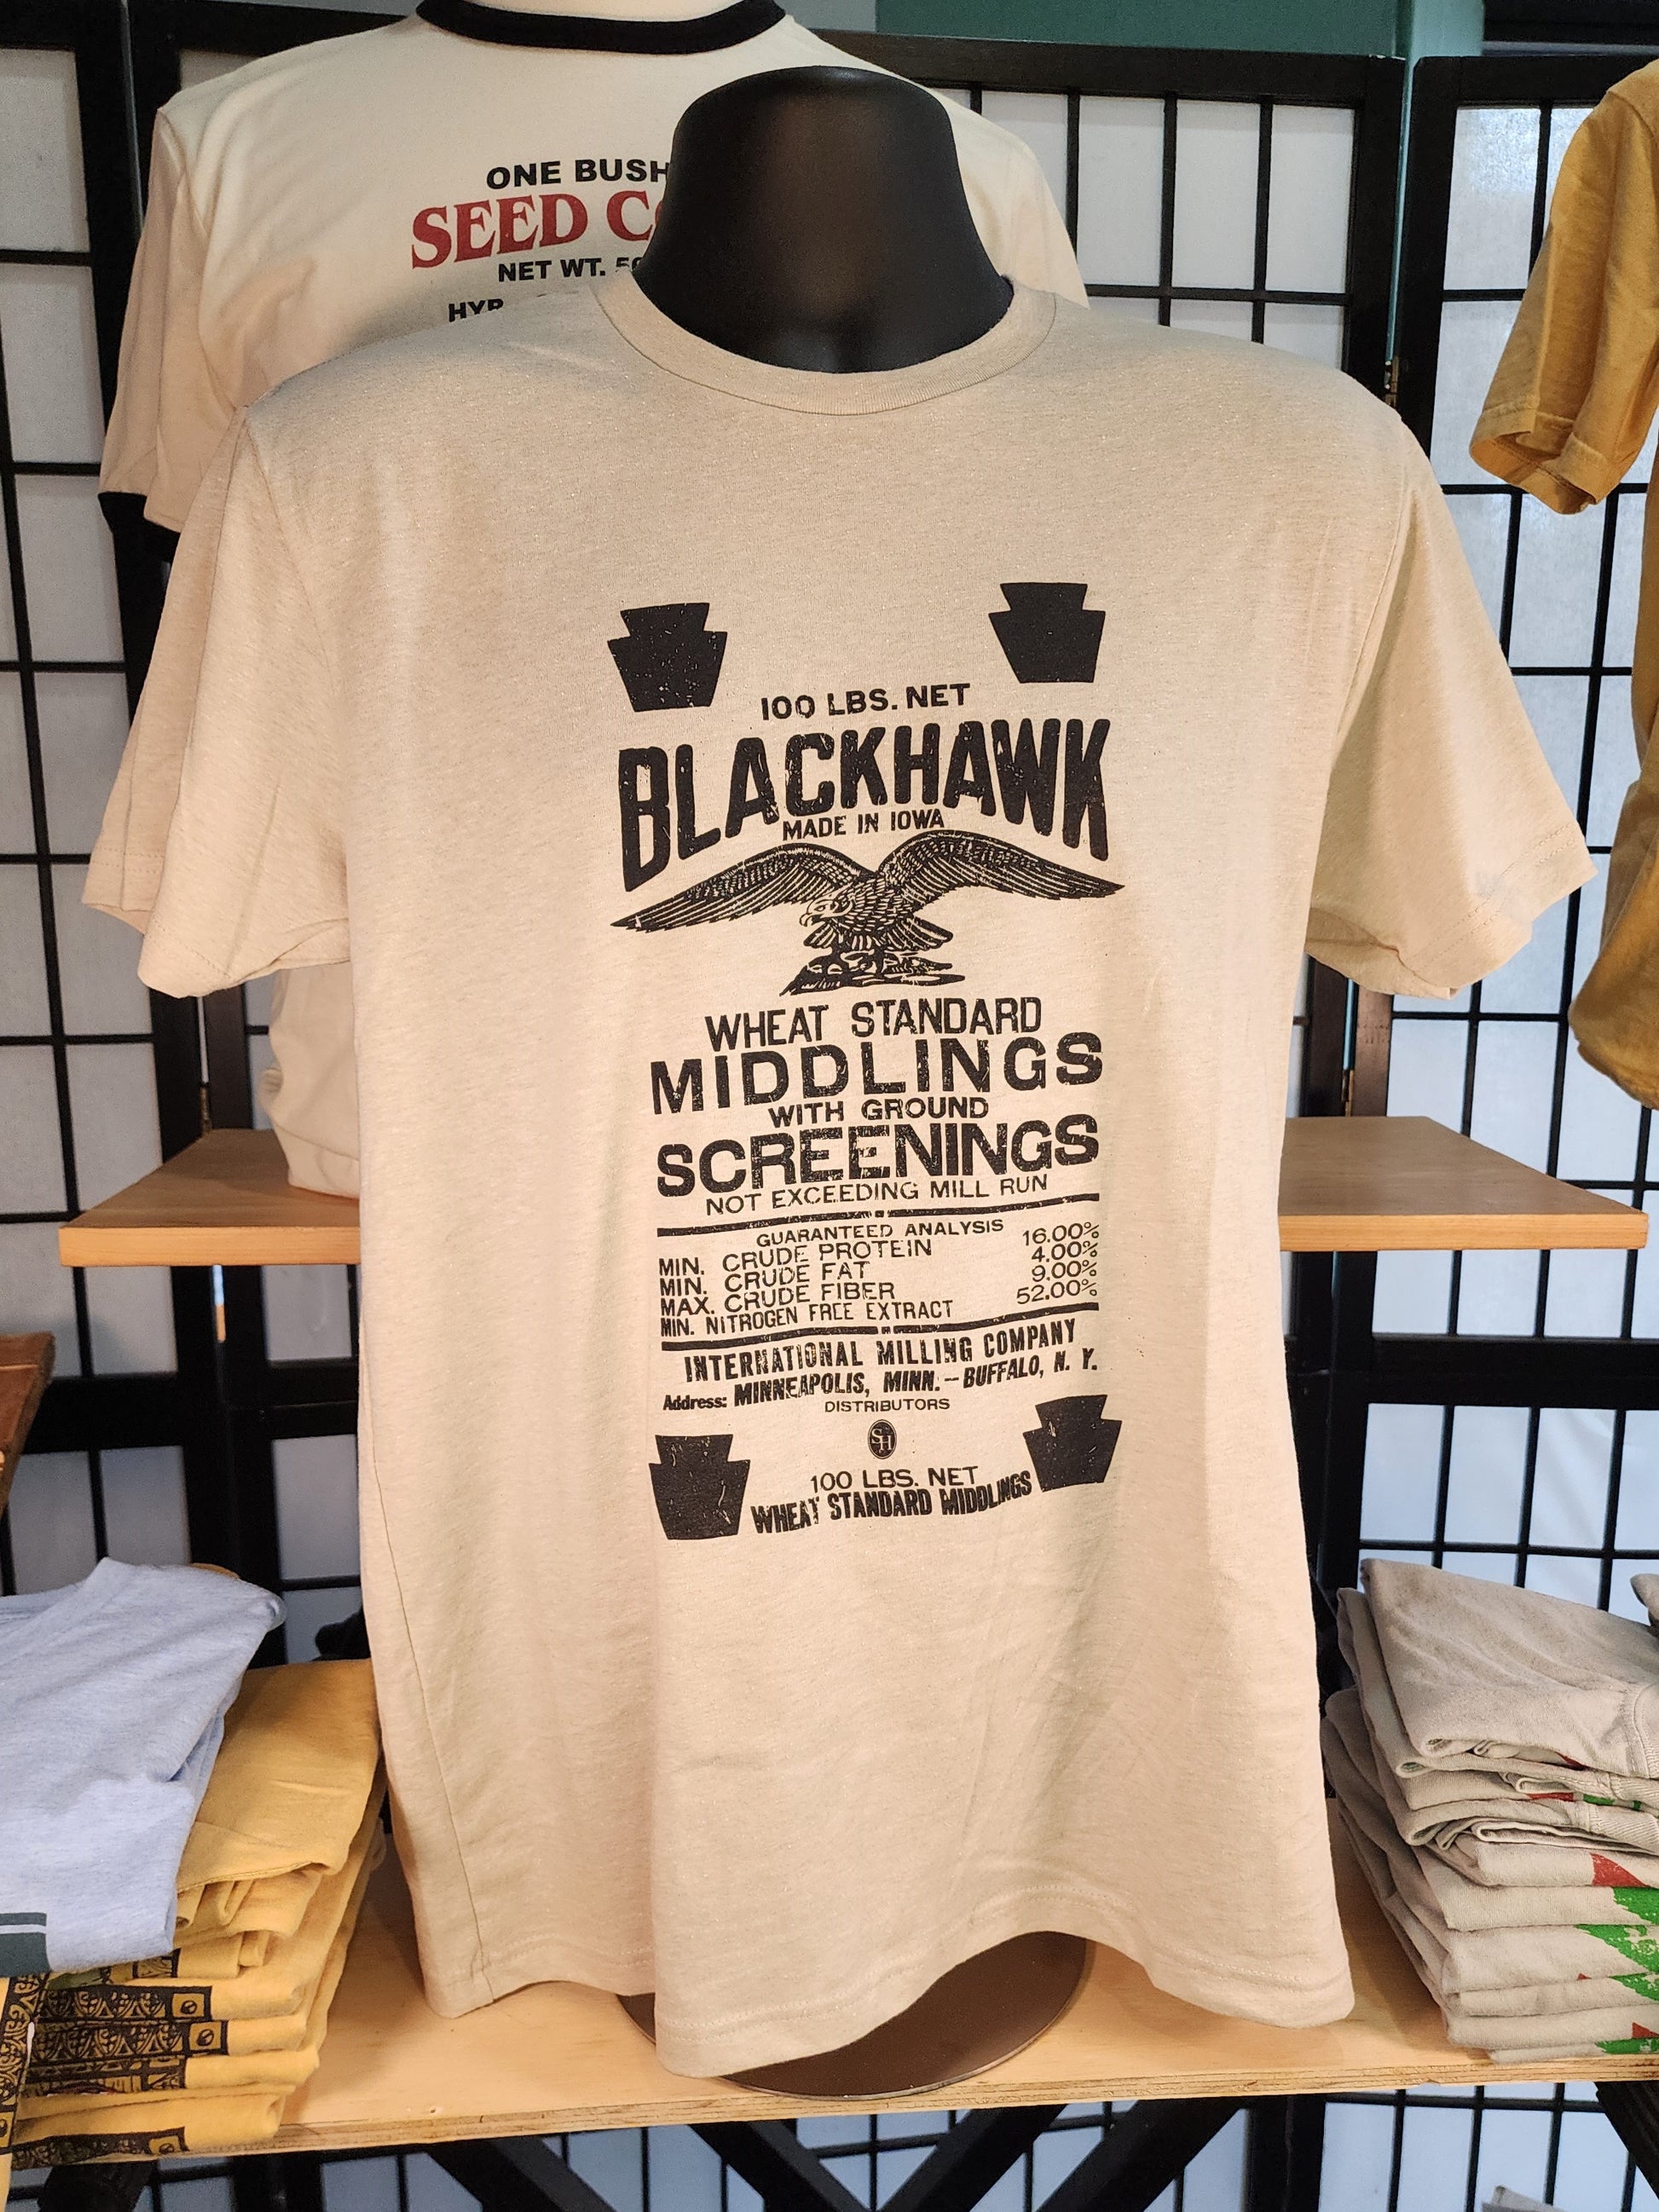 ONE
SEED
NET WT.
100 LBS. NET
BLACKHAWK
MADE IN IOWA
WHEAT STANDARD
MIDDLINGS
WITH GROUND
SCREENINGS
NOT EXCEEDING MILL RUN
GUARANTEED ANALYSIS
MIN. CRUDE PROTEIN 16.00%
MIN. CRUDE FAT 4.00%
MAX. CRUDE FIBER 9.00%
MIN. NITROGEN FREE EXTRACT 52.00%
INTERNATIONAL MILLING COMPANY
Address: MINNEAPOLIS, MINN. - BUFFALO, N. Y.
DISTRIBUTORS
SH
100 LBS. NET
WHEAT STANDARD MIDDLINGS